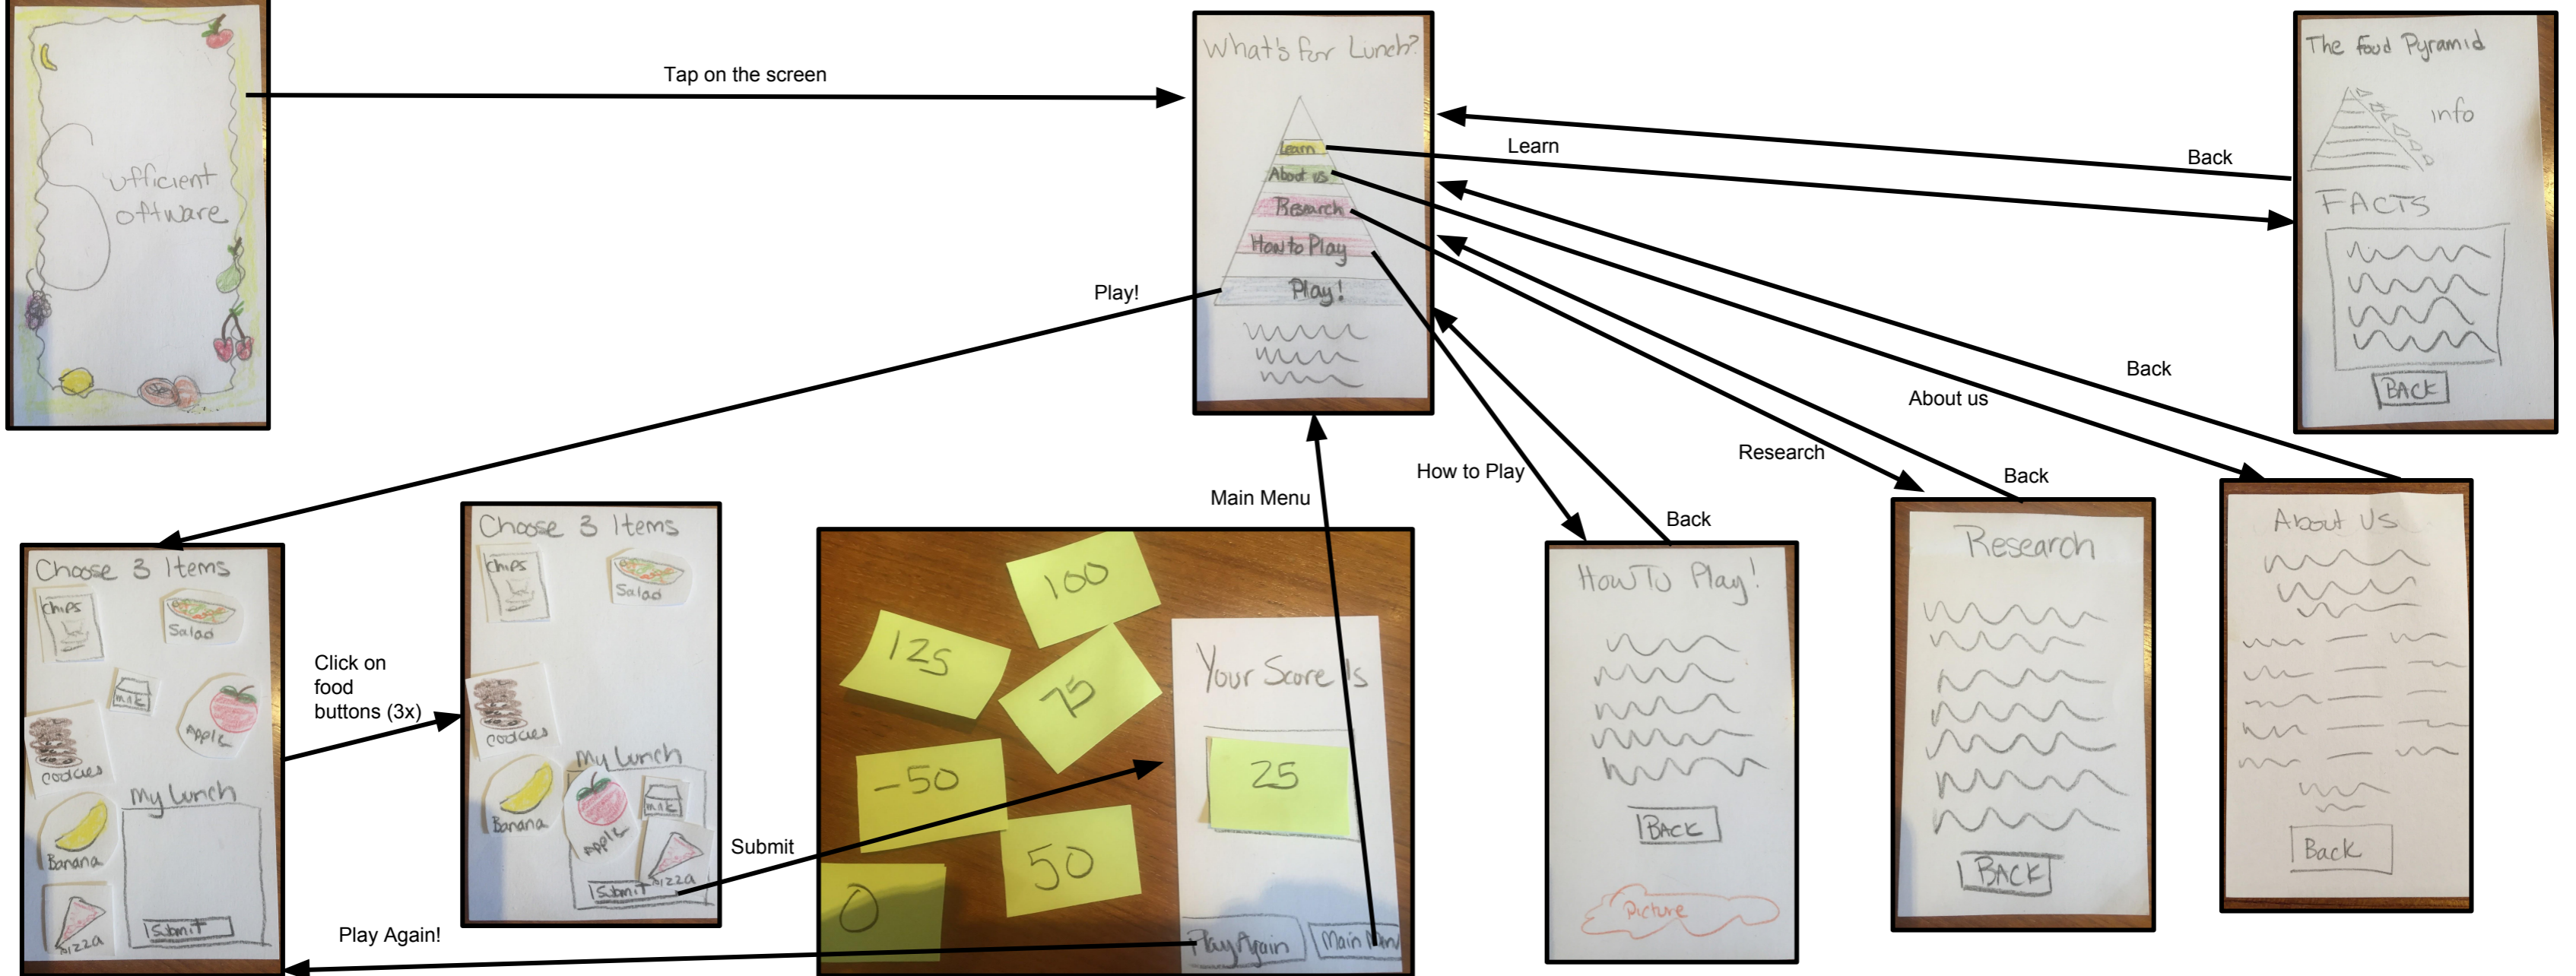 Sufficient
Software
Tap on the screen
What's for Lunch?
Learn
About us
Research
How to Play
Play!
Learn
Back
The Food Pyramid
info
FACTS
BACK
Play!
About us
Back
Research
Back
How to Play
Back
Main Menu
Choose 3 Items
chips
Salad
milk
Apple
cookies
My Lunch
Banana
Pizza
Submit
Click on
food
buttons (3x)
Choose 3 Items
chips
Salad
cookies
My Lunch
Banana
Apple
milk
Pizza
Submit
Submit
100
125
75
-50
50
0
Your Score Is
25
Play Again
Main Menu
Play Again!
How To Play!
BACK
Picture
Research
BACK
About Us
Back